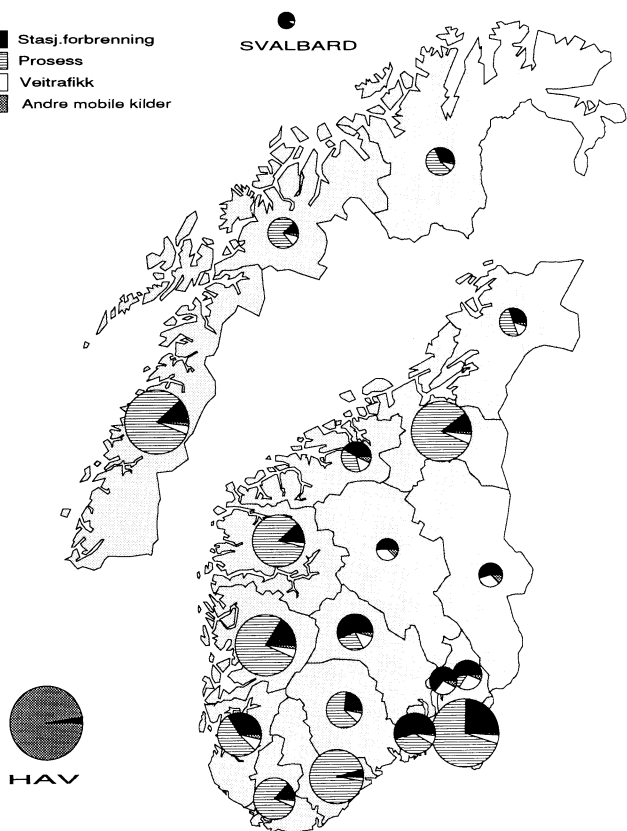 SVALBARD
Stasj.forbrenning
Prosess
Veitrafikk
Andre mobile kilder
HAV